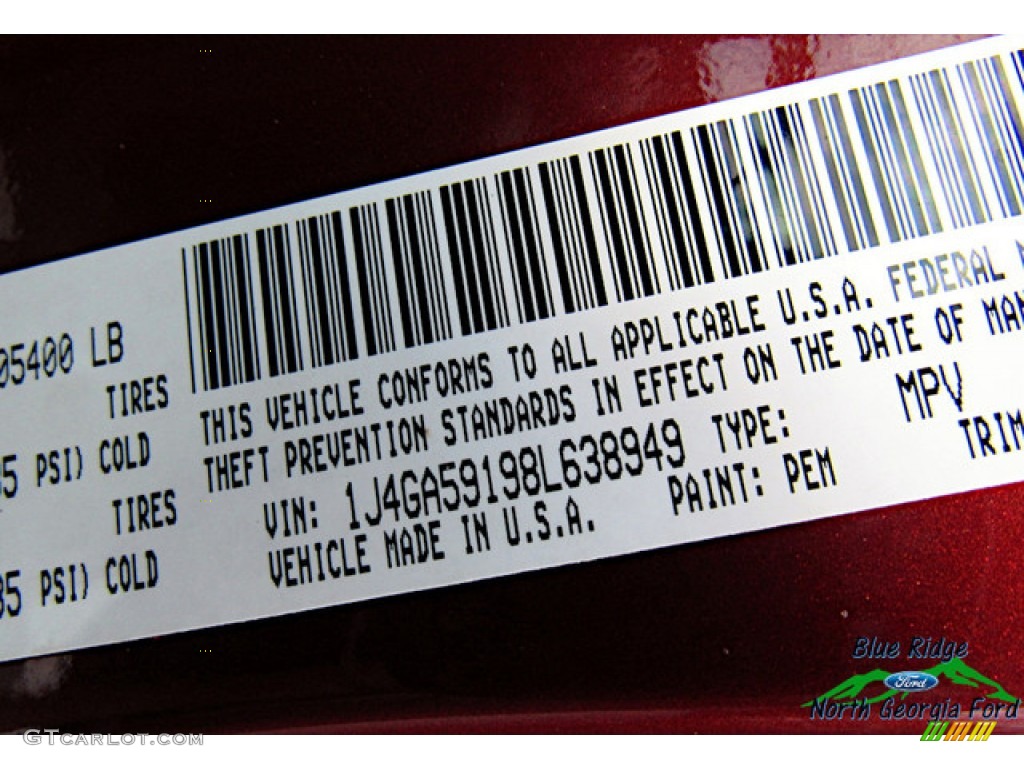 05400 LB
TIRES
35 PSI) COLD
TIRES
35 PSI) COLD
THIS VEHICLE CONFORMS TO ALL APPLICABLE U.S.A. FEDERAL
THEFT PREVENTION STANDARDS IN EFFECT ON THE DATE OF MAN
VIN: 1J4GA59198L638949 TYPE: MPV
VEHICLE MADE IN U.S.A. PAINT: PEM TRIM
Blue Ridge
Ford
North Georgia Ford
GTCARLOT.COM